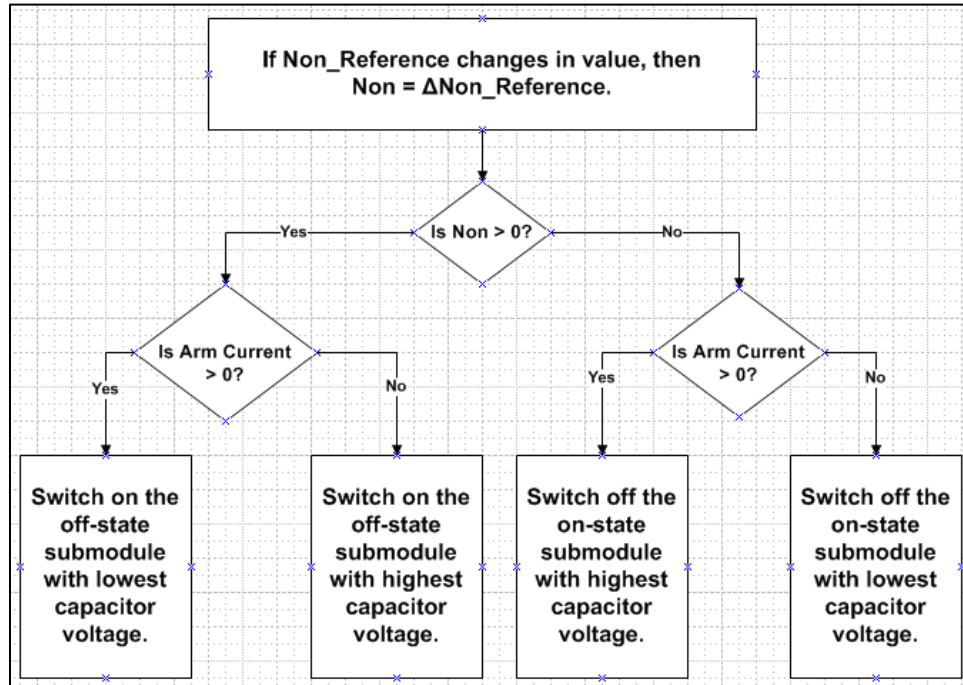 If Non_Reference changes in value, then
Non = ΔNon_Reference.
Is Non > 0?
Yes
No
Is Arm Current
> 0?
Yes
No
Is Arm Current
> 0?
Yes
No
Switch on the
off-state
submodule
with lowest
capacitor
voltage.
Switch on the
off-state
submodule
with highest
capacitor
voltage.
Switch off the
on-state
submodule
with highest
capacitor
voltage.
Switch off the
on-state
submodule
with lowest
capacitor
voltage.